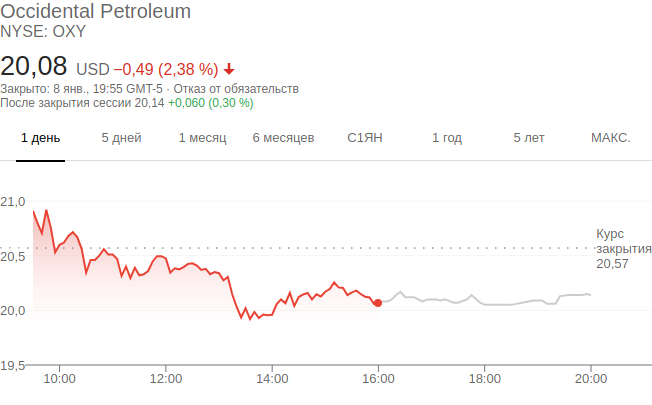 Occidental Petroleum
NYSE: OXY
20,08 USD −0,49 (2,38 %)
Закрыто: 8 янв., 19:55 GMT-5 · Отказ от обязательств
После закрытия сессии 20,14 +0,060 (0,30 %)
1 день 5 дней 1 месяц 6 месяцев С1ЯН 1 год 5 лет МАКС.
21,0
Курс
закрытия
20,57
20,5
20,0
19,5
10:00 12:00 14:00 16:00 18:00 20:00